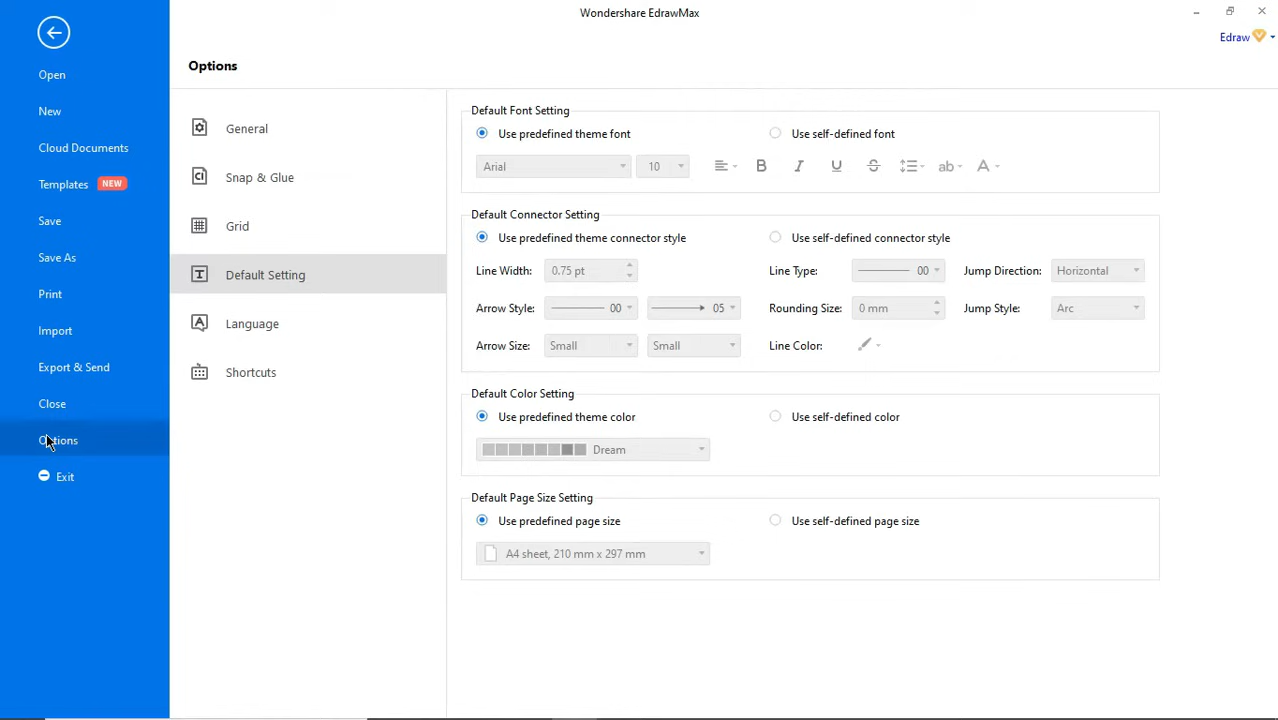 Wondershare EdrawMax
Edraw
Open
New
Cloud Documents
Templates NEW
Save
Save As
Print
Import
Export & Send
Close
Options
Exit
Options
General
Snap & Glue
Grid
Default Setting
Language
Shortcuts
Default Font Setting
Use predefined theme font Use self-defined font
Arial 10 B I U S ab A
Default Connector Setting
Use predefined theme connector style Use self-defined connector style
Line Width: 0.75 pt Line Type: 00 Jump Direction: Horizontal
Arrow Style: 00 05 Rounding Size: 0 mm Jump Style: Arc
Arrow Size: Small Small Line Color:
Default Color Setting
Use predefined theme color Use self-defined color
Dream
Default Page Size Setting
Use predefined page size Use self-defined page size
A4 sheet, 210 mm x 297 mm